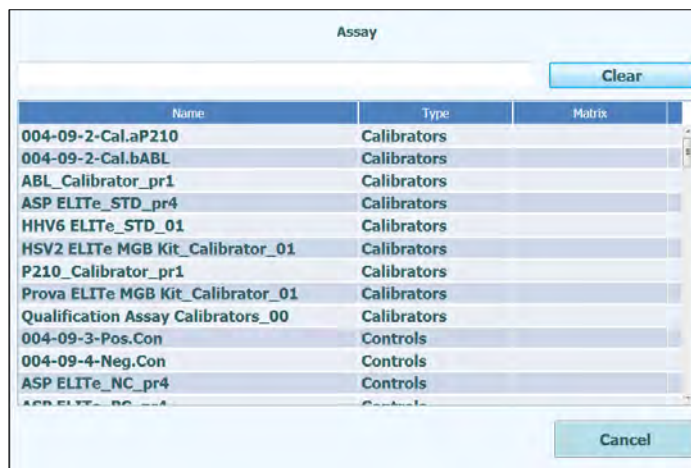 Assay
Clear
Name Type Matrix
004-09-2-Cal.aP210 Calibrators
004-09-2-Cal.bABL Calibrators
ABL_Calibrator_pr1 Calibrators
ASP ELITe_STD_pr4 Calibrators
HHV6 ELITe_STD_01 Calibrators
HSV2 ELITe MGB Kit_Calibrator_01 Calibrators
P210_Calibrator_pr1 Calibrators
Prova ELITe MGB Kit_Calibrator_01 Calibrators
Qualification Assay Calibrators_00 Calibrators
004-09-3-Pos.Con Controls
004-09-4-Neg.Con Controls
ASP ELITe_NC_pr4 Controls
Cancel